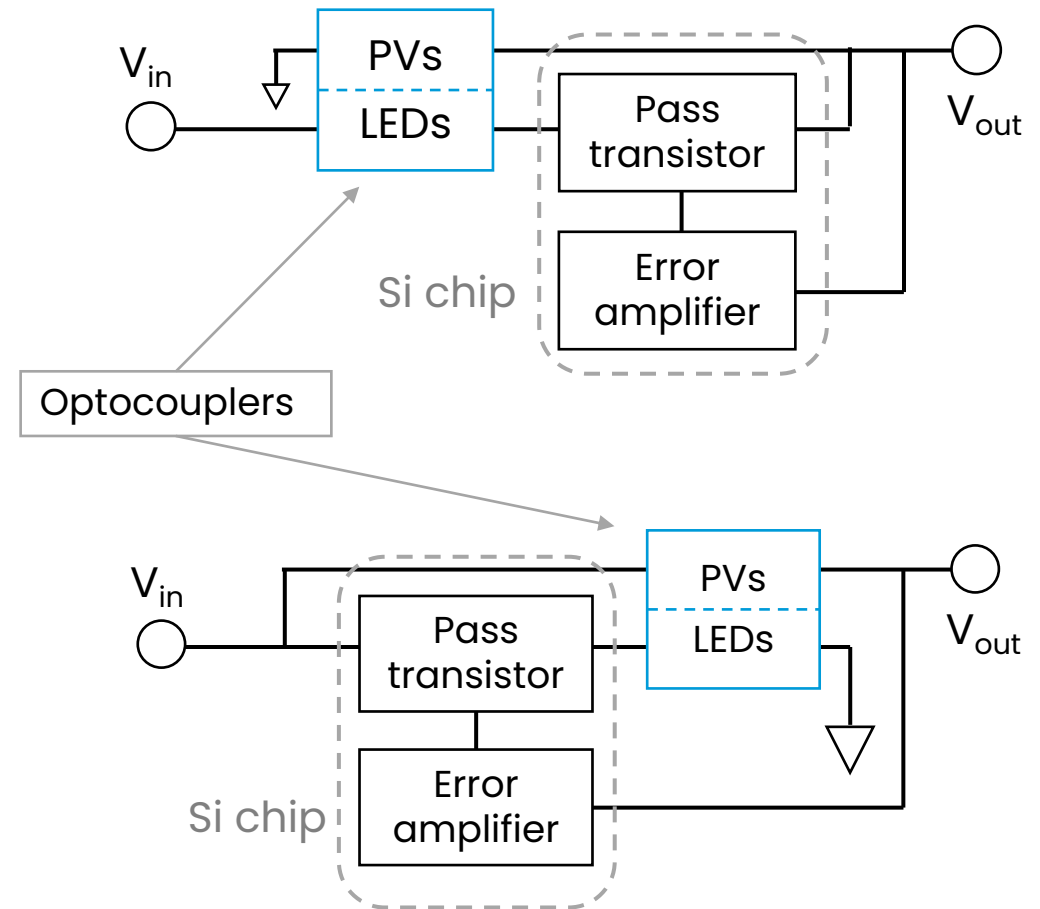 PVs
V_in
LEDs
Pass
transistor
V_out
Error
amplifier
Si chip
Optocouplers
PVs
V_in
LEDs
Pass
transistor
V_out
Error
amplifier
Si chip